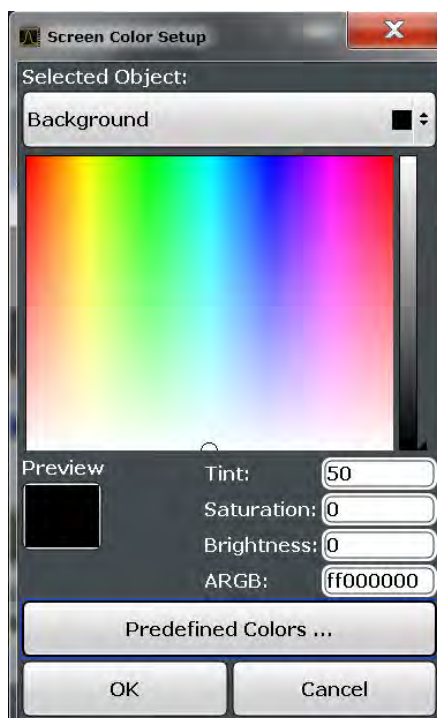 Screen Color Setup
Selected Object:
Background
Preview
Tint: 50
Saturation: 0
Brightness: 0
ARGB: ff000000
Predefined Colors ...
OK
Cancel